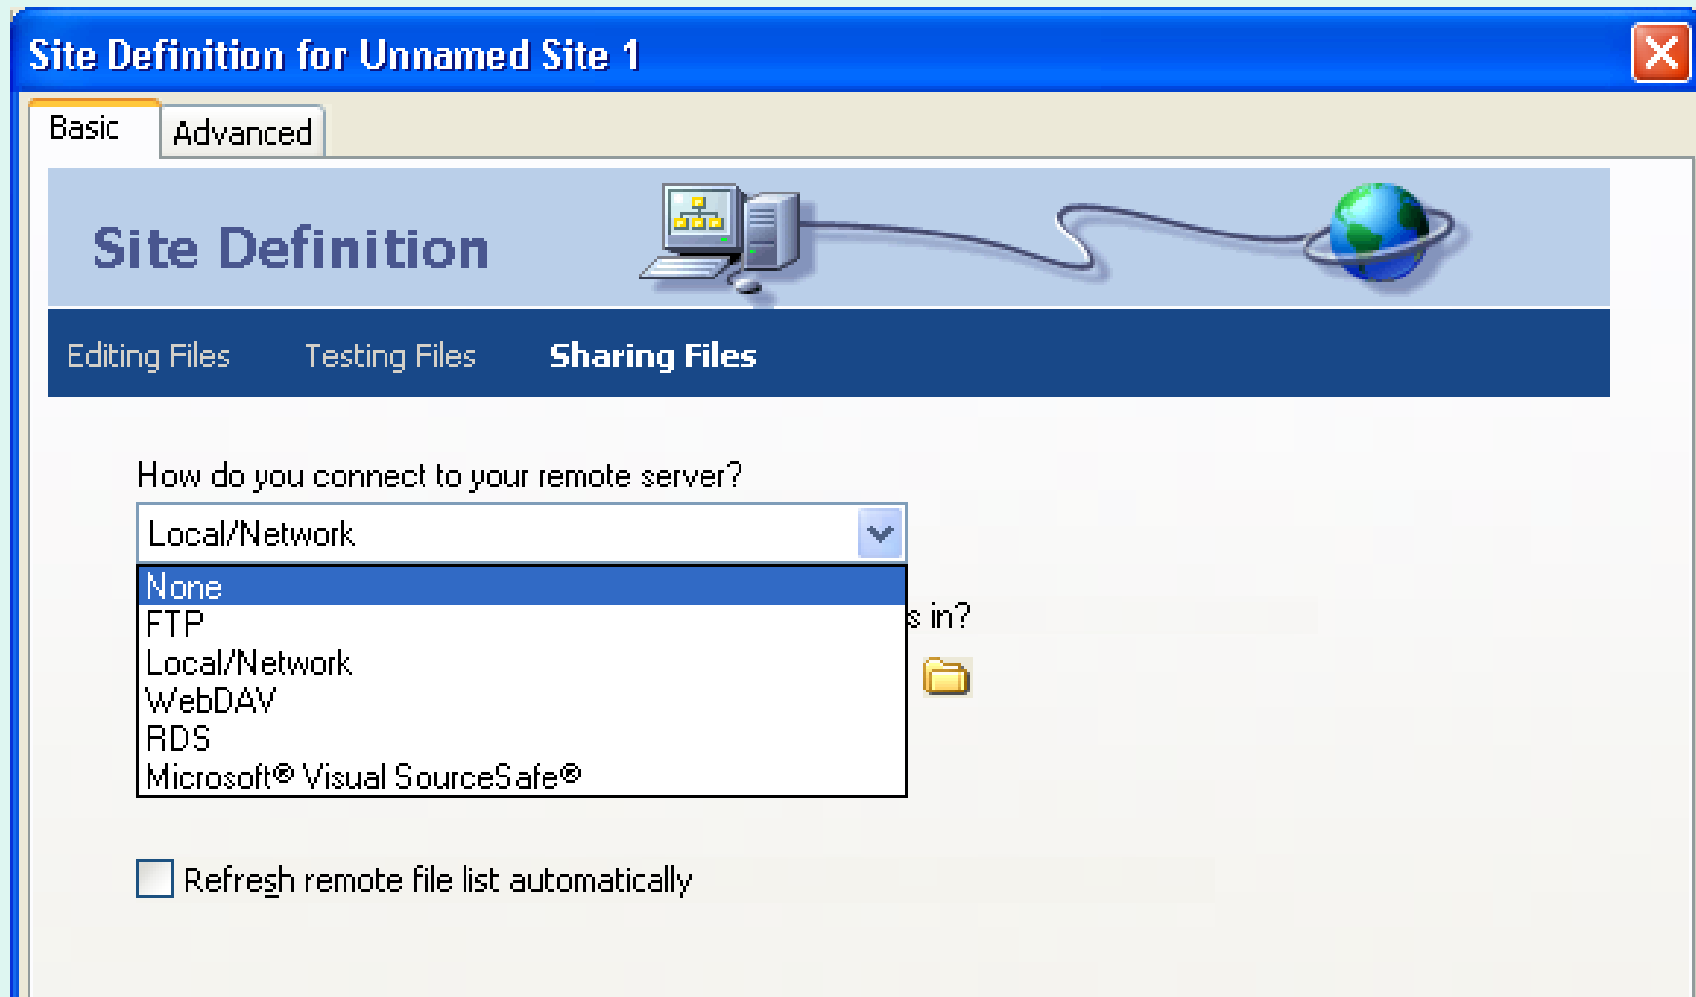 Site Definition for Unnamed Site 1
Basic Advanced
Site Definition
Editing Files Testing Files Sharing Files
How do you connect to your remote server?
Local/Network
None
FTP
s in?
Local/Network
WebDAV
RDS
Microsoft® Visual SourceSafe®
Refresh remote file list automatically